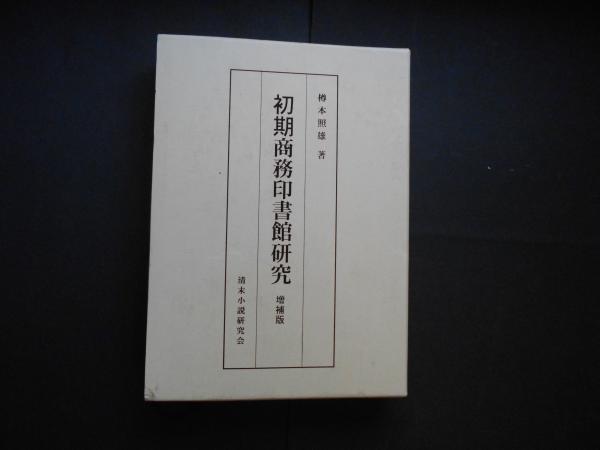 樽本照雄 著
初期商務印書館研究 増補版
清末小説研究会